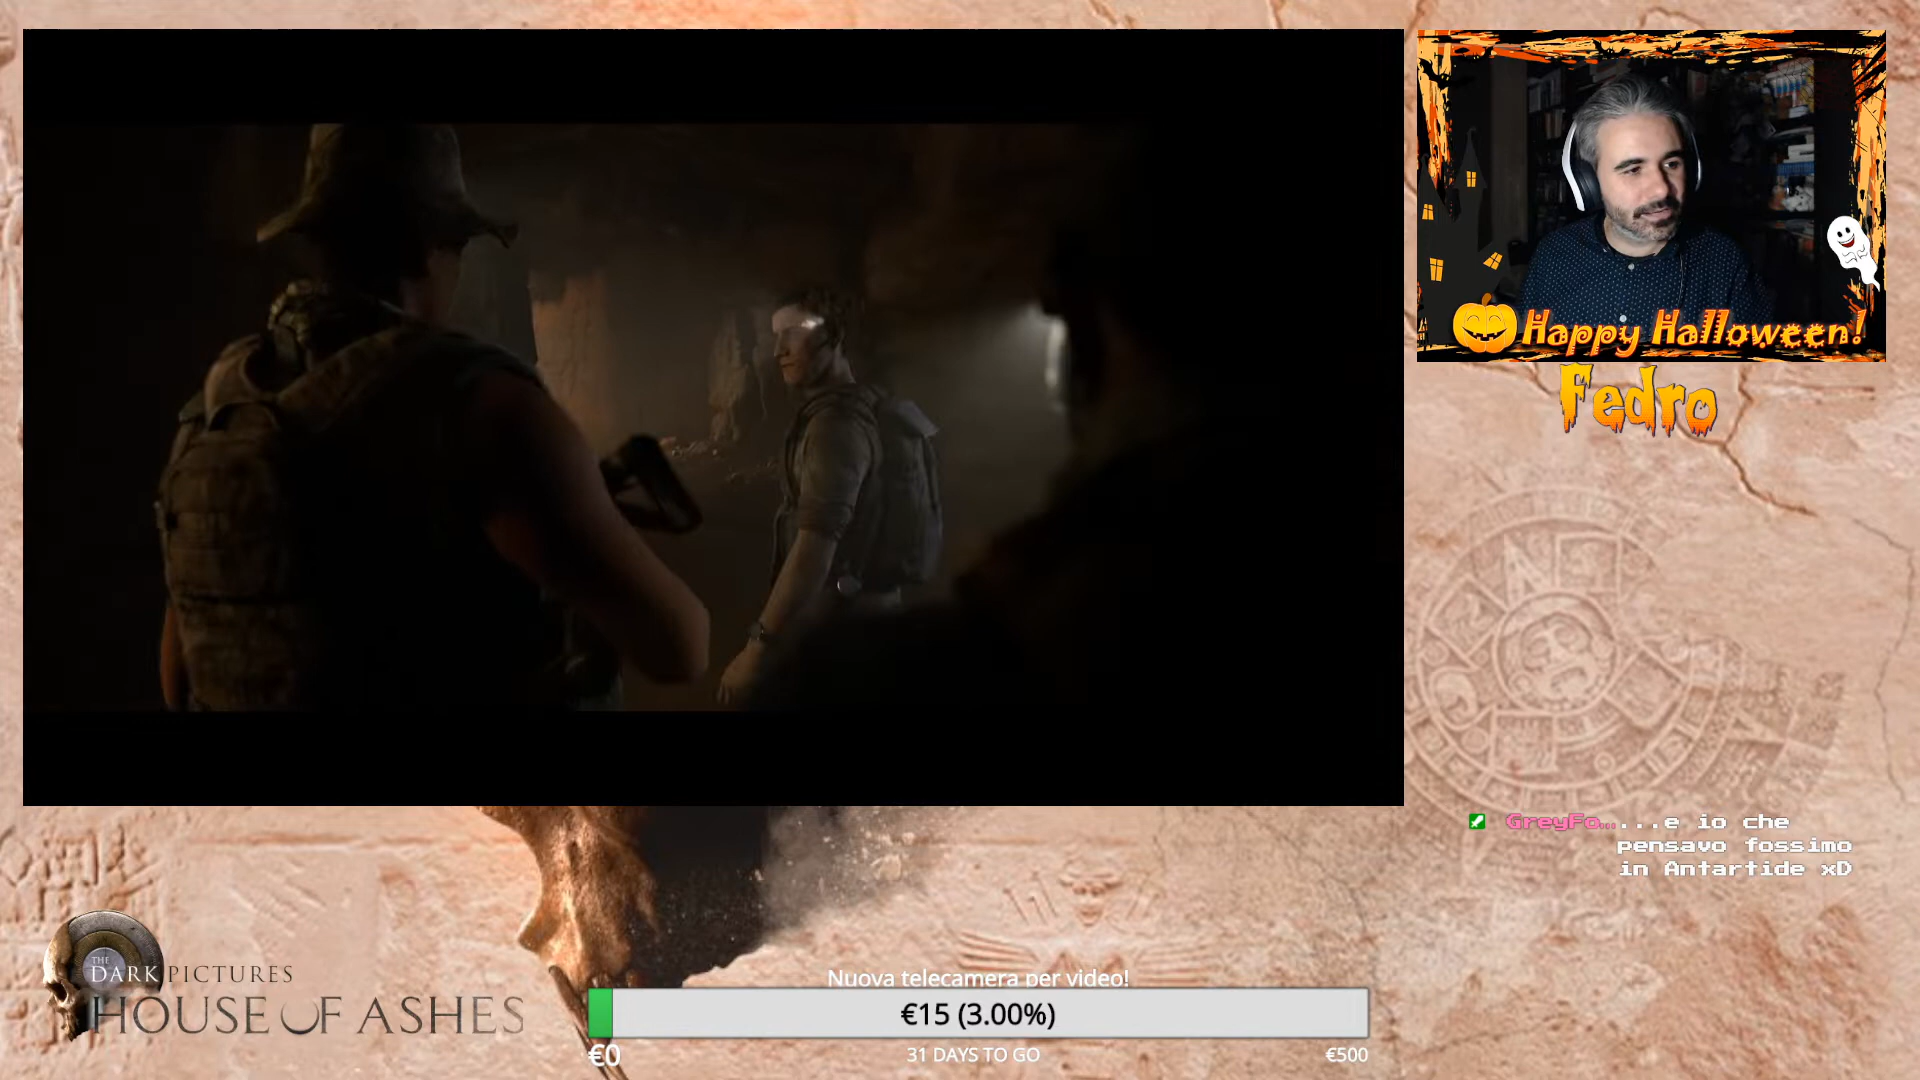 Happy Halloween!
Fedro
GreyFo.....e io che
pensavo fossimo
in Antartide xD
THE
DARK PICTURES
HOUSE OF ASHES
Nuova telecamera per video!
€15 (3.00%)
€0
31 DAYS TO GO
€500